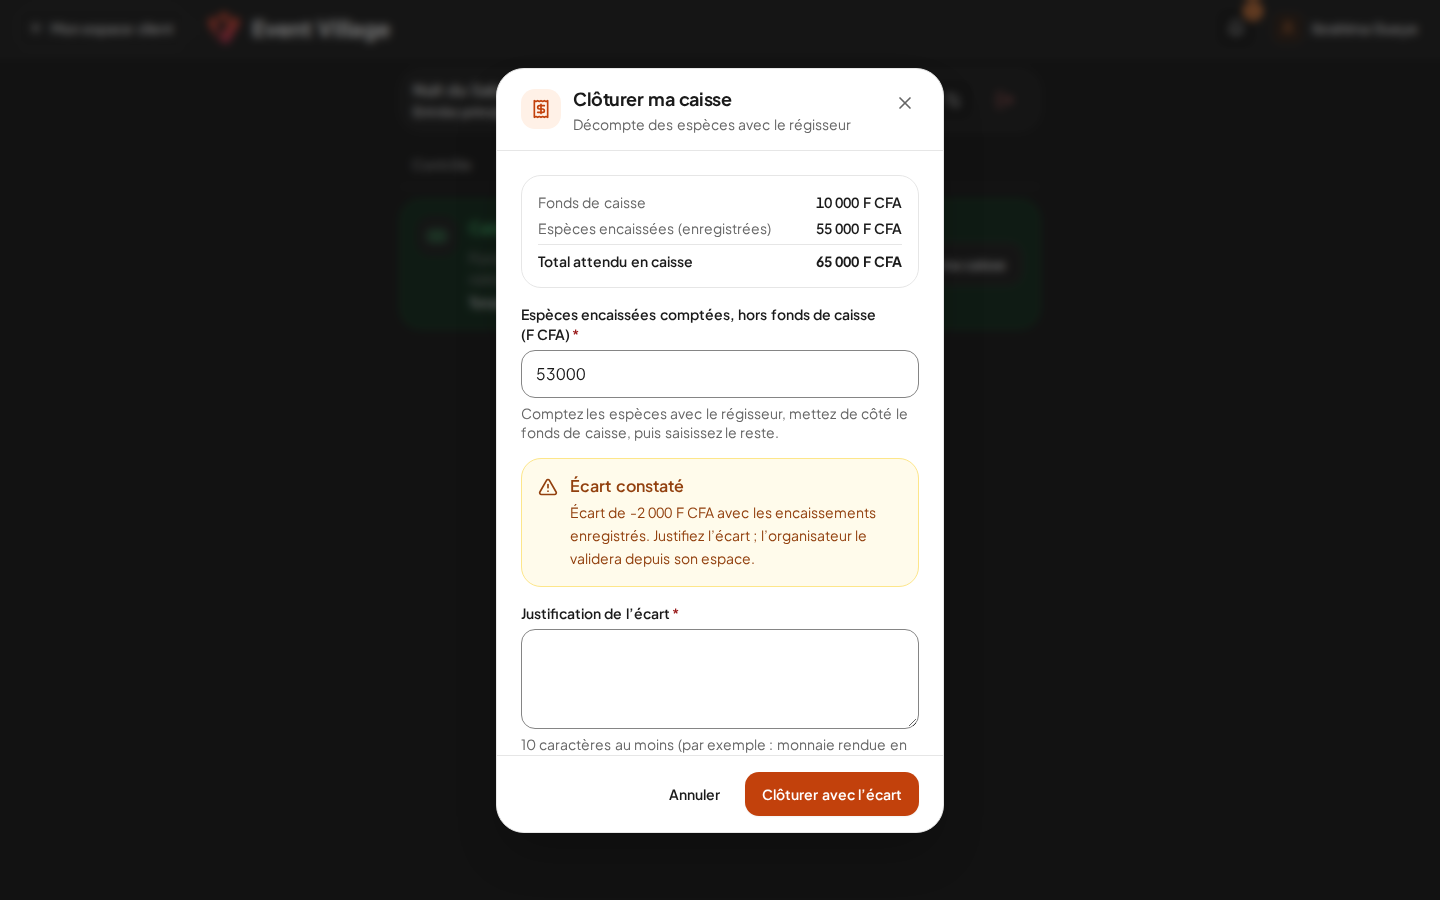 Mon espace client
Event Village
Clôturer ma caisse
Décompte des espèces avec le régisseur
Fonds de caisse
10 000 F CFA
Espèces encaissées (enregistrées)
55 000 F CFA
Total attendu en caisse
65 000 F CFA
Espèces encaissées comptées, hors fonds de caisse
(F CFA) *
53000
Comptez les espèces avec le régisseur, mettez de côté le
fonds de caisse, puis saisissez le reste.
Écart constaté
Écart de -2 000 F CFA avec les encaissements
enregistrés. Justifiez l’écart ; l’organisateur le
validera depuis son espace.
Justification de l’écart *
10 caractères au moins (par exemple : monnaie rendue en
Annuler
Clôturer avec l’écart